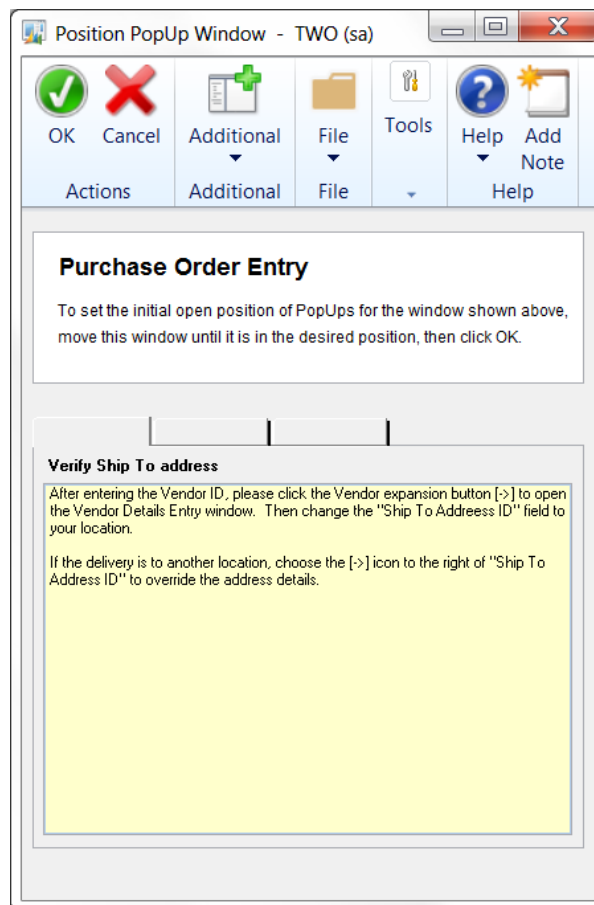 Position PopUp Window - TWO (sa)
OK Cancel Additional File Tools Help Add Note
Actions Additional File Help
Purchase Order Entry
To set the initial open position of PopUps for the window shown above,
move this window until it is in the desired position, then click OK.
Verify Ship To address
After entering the Vendor ID, please click the Vendor expansion button [->] to open
the Vendor Details Entry window. Then change the "Ship To Addreess ID" field to
your location.
If the delivery is to another location, choose the [->] icon to the right of "Ship To
Address ID" to override the address details.